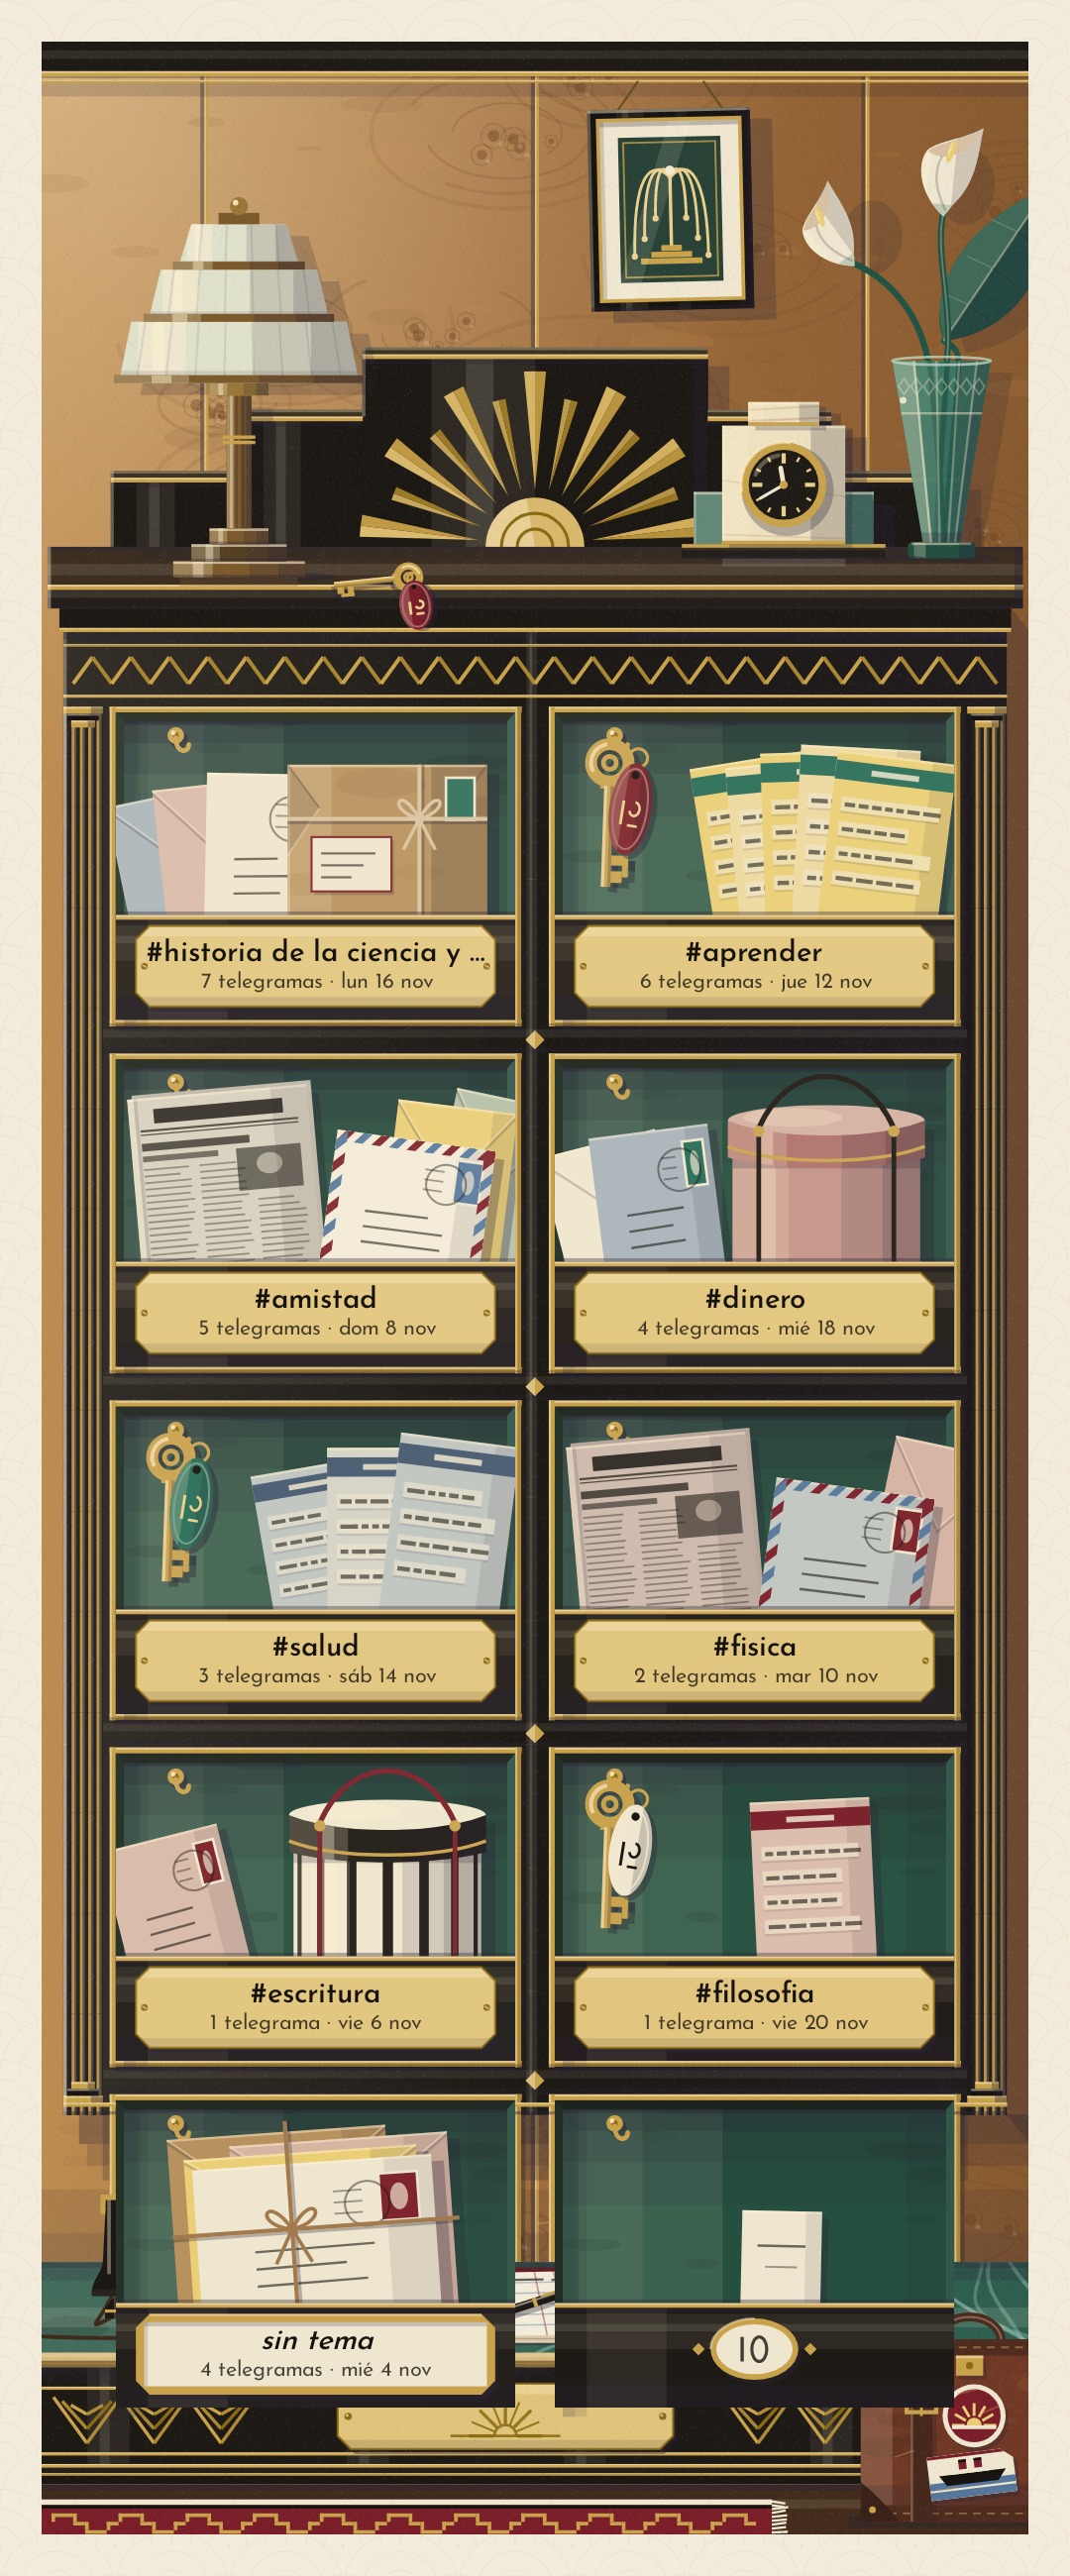 #historia de la ciencia y ...
7 telegramas · lun 16 nov
#aprender
6 telegramas · jue 12 nov
#amistad
5 telegramas · dom 8 nov
#dinero
4 telegramas · mié 18 nov
#salud
3 telegramas · sáb 14 nov
#fisica
2 telegramas · mar 10 nov
#escritura
1 telegrama · vie 6 nov
#filosofia
1 telegrama · vie 20 nov
sin tema
4 telegramas · mié 4 nov
10